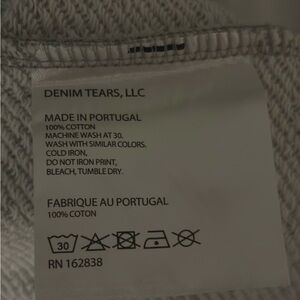 DENIM TEARS, LLC
MADE IN PORTUGAL
100% COTTON
MACHINE WASH AT 30.
WASH WITH SIMILAR COLORS.
COLD IRON,
DO NOT IRON PRINT,
BLEACH, TUMBLE DRY.
FABRIQUE AU PORTUGAL
100% COTON
30
RN 162838